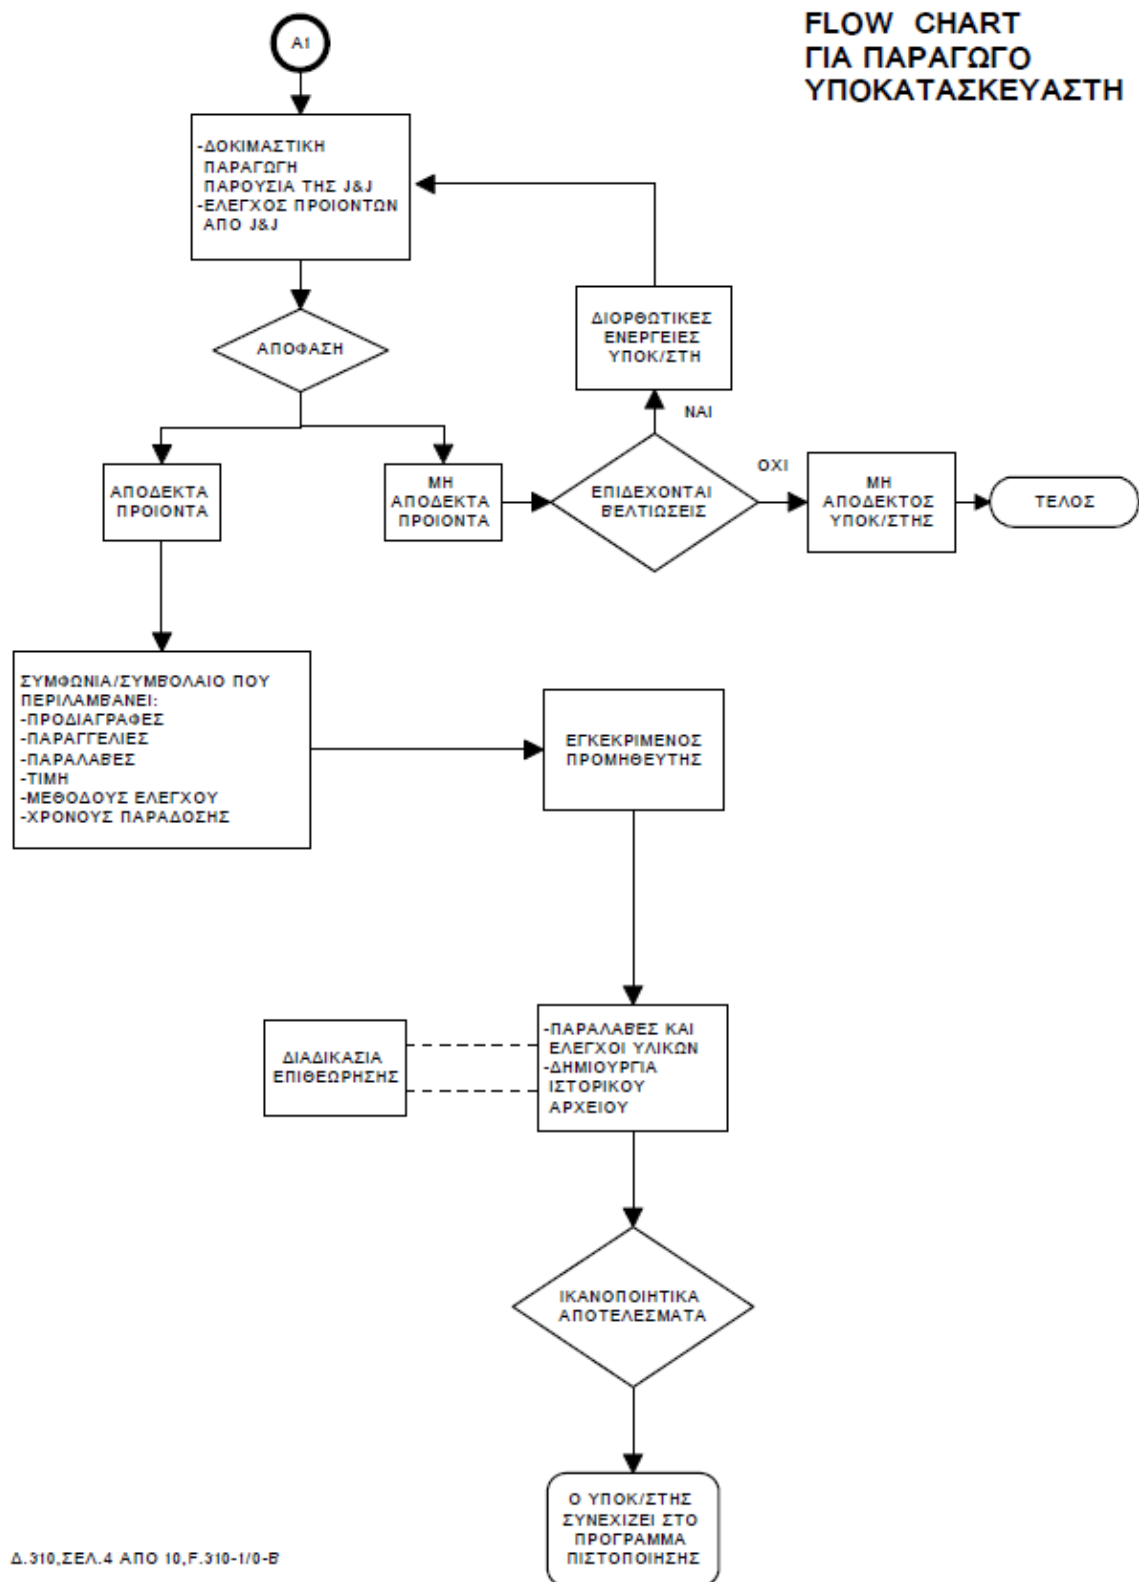 FLOW CHART
ΓΙΑ ΠΑΡΑΓΩΓΟ
ΥΠΟΚΑΤΑΣΚΕΥΑΣΤΗ
Α1
-ΔΟΚΙΜΑΣΤΙΚΗ
ΠΑΡΑΓΩΓΗ
ΠΑΡΟΥΣΙΑ ΤΗΣ J&J
-ΕΛΕΓΧΟΣ ΠΡΟΙΟΝΤΩΝ
ΑΠΟ J&J
ΑΠΟΦΑΣΗ
ΔΙΟΡΘΩΤΙΚΕΣ
ΕΝΕΡΓΕΙΕΣ
ΥΠΟΚ/ΣΤΗ
ΝΑΙ
ΑΠΟΔΕΚΤΑ
ΠΡΟΙΟΝΤΑ
ΜΗ
ΑΠΟΔΕΚΤΑ
ΠΡΟΙΟΝΤΑ
ΕΠΙΔΕΧΟΝΤΑΙ
ΒΕΛΤΙΩΣΕΙΣ
ΟΧΙ
ΜΗ
ΑΠΟΔΕΚΤΟΣ
ΥΠΟΚ/ΣΤΗΣ
ΤΕΛΟΣ
ΣΥΜΦΩΝΙΑ/ΣΥΜΒΟΛΑΙΟ ΠΟΥ
ΠΕΡΙΛΑΜΒΑΝΕΙ:
-ΠΡΟΔΙΑΓΡΑΦΕΣ
-ΠΑΡΑΓΓΕΛΙΕΣ
-ΠΑΡΑΛΑΒΕΣ
-ΤΙΜΗ
-ΜΕΘΟΔΟΥΣ ΕΛΕΓΧΟΥ
-ΧΡΟΝΟΥΣ ΠΑΡΑΔΟΣΗΣ
ΕΓΚΕΚΡΙΜΕΝΟΣ
ΠΡΟΜΗΘΕΥΤΗΣ
ΔΙΑΔΙΚΑΣΙΑ
ΕΠΙΘΕΩΡΗΣΗΣ
-ΠΑΡΑΛΑΒΕΣ ΚΑΙ
ΕΛΕΓΧΟΙ ΥΛΙΚΩΝ
-ΔΗΜΙΟΥΡΓΙΑ
ΙΣΤΟΡΙΚΟΥ
ΑΡΧΕΙΟΥ
ΙΚΑΝΟΠΟΙΗΤΙΚΑ
ΑΠΟΤΕΛΕΣΜΑΤΑ
Ο ΥΠΟΚ/ΣΤΗΣ
ΣΥΝΕΧΙΖΕΙ ΣΤΟ
ΠΡΟΓΡΑΜΜΑ
ΠΙΣΤΟΠΟΙΗΣΗΣ
Δ.310,ΣΕΛ.4 ΑΠΟ 10,F.310-1/0-Β